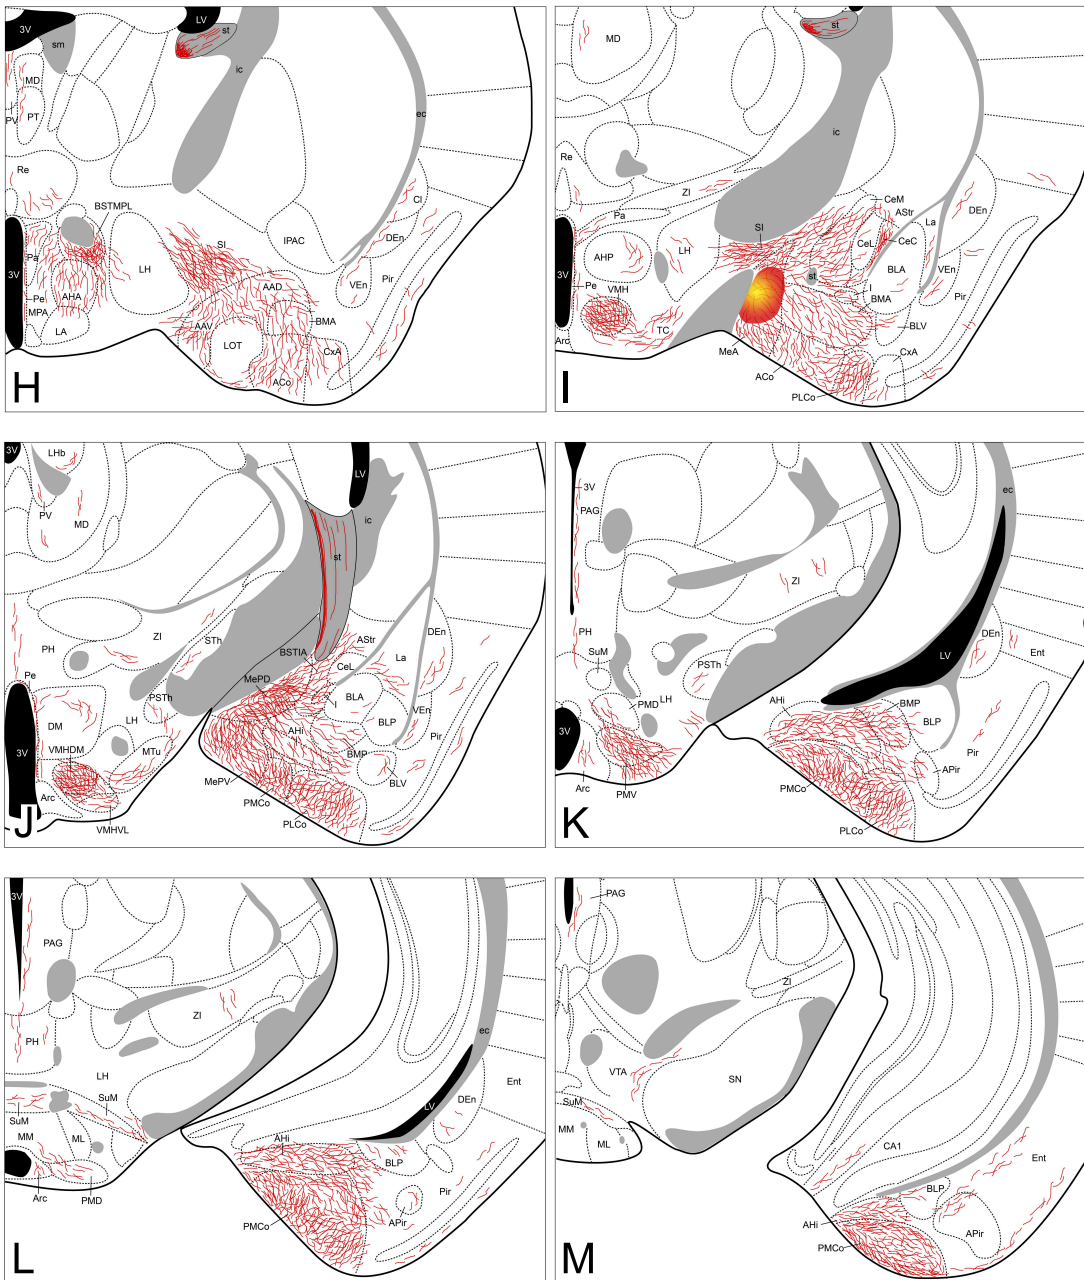 3V
LV
st
sm
ic
MD
PT
PV
ec
Re
Cl
BSTMPL
DEn
SI
IPAC
Pir
Pa
3V
LH
VEn
AAD
Pe
AHA
MPA
BMA
AAV
LA
LOT
CxA
ACo
H
st
MD
ic
Re
ZI
CeM
AStr
DEn
Pa
La
SI
CeC
CeL
AHP
LH
3V
BLA
VEn
st
Pe
I
VMH
BMA
Pir
TC
BLV
Arc
MeA
CxA
ACo
PLCo
I
3V
LHb
LV
PV
ic
MD
st
ZI
DEn
STh
AStr
PH
BSTIA
La
CeL
Pe
MePD
PSTh
BLA
I
VEn
DM
LH
BLP
AHi
Pir
3V
VMHDM
MTu
BMP
MePV
BLV
Arc
PMCo
PLCo
VMHVL
J
3V
ec
PAG
ZI
PH
DEn
Ent
SuM
PSTh
LV
AHi
BMP
PMD
LH
BLP
3V
Pir
APir
Arc
PMCo
PMV
PLCo
K
3V
PAG
ZI
ec
PH
LH
Ent
SuM
DEn
LV
SuM
MM
ML
AHi
BLP
Pir
Arc
PMD
APir
PMCo
L
3V
PAG
ZI
VTA
SN
SuM
MM
ML
CA1
Ent
BLP
AHi
APir
PMCo
M